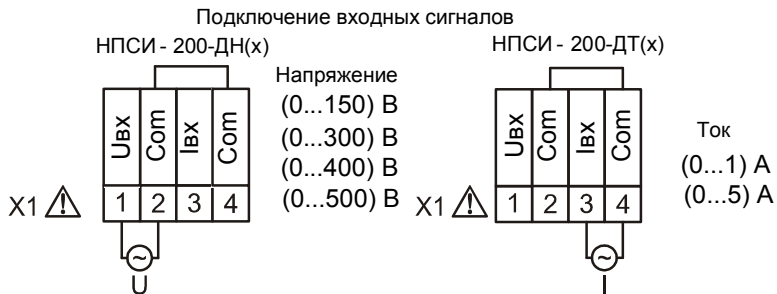 Подключение входных сигналов
НПСИ - 200-ДН(х)
Uвх
Com
Iвх
Com
X1
1 2 3 4
U
Напряжение
(0...150) В
(0...300) В
(0...400) В
(0...500) В
НПСИ - 200-ДТ(х)
Uвх
Com
Iвх
Com
X1
1 2 3 4
I
Ток
(0...1) А
(0...5) А